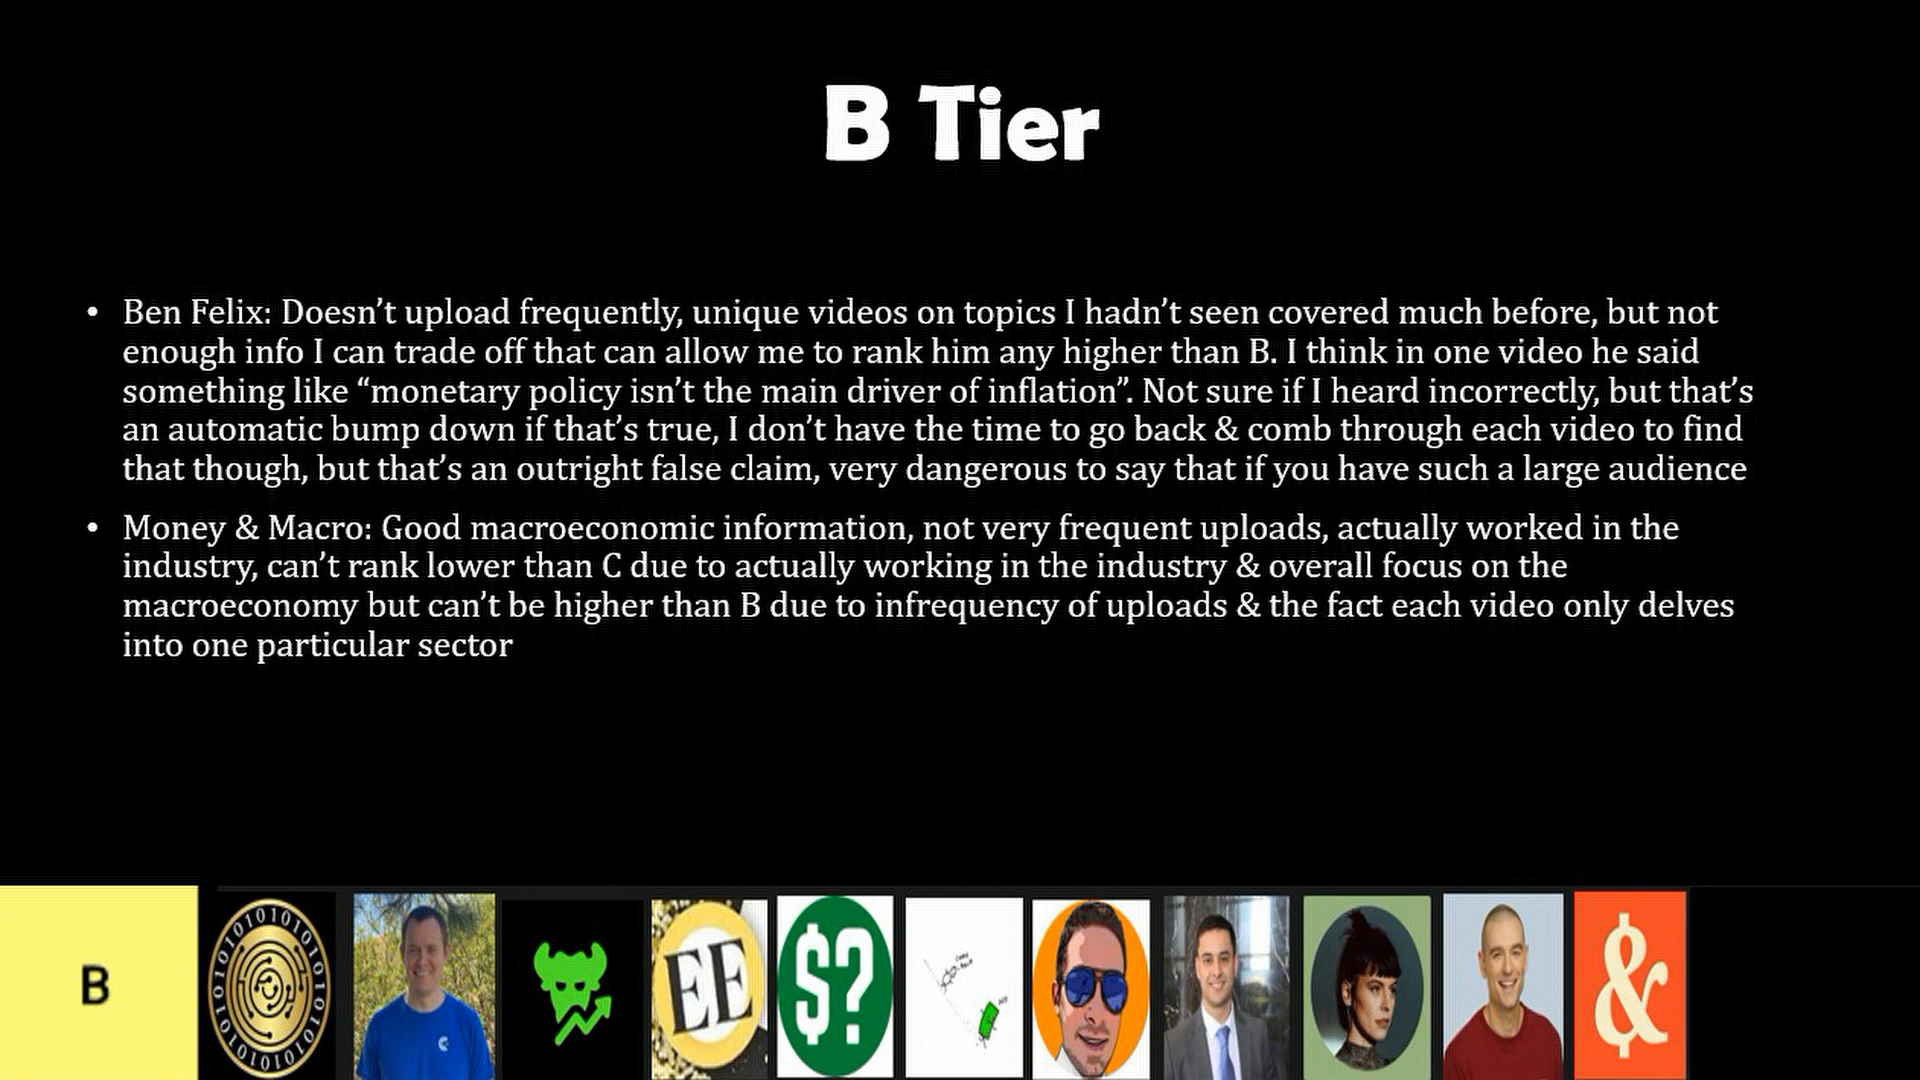 B Tier
• Ben Felix: Doesn’t upload frequently, unique videos on topics I hadn’t seen covered much before, but not
enough info I can trade off that can allow me to rank him any higher than B. I think in one video he said
something like “monetary policy isn’t the main driver of inflation”. Not sure if I heard incorrectly, but that’s
an automatic bump down if that’s true, I don’t have the time to go back & comb through each video to find
that though, but that’s an outright false claim, very dangerous to say that if you have such a large audience
• Money & Macro: Good macroeconomic information, not very frequent uploads, actually worked in the
industry, can’t rank lower than C due to actually working in the industry & overall focus on the
macroeconomy but can’t be higher than B due to infrequency of uploads & the fact each video only delves
into one particular sector
B
EE
$?
&